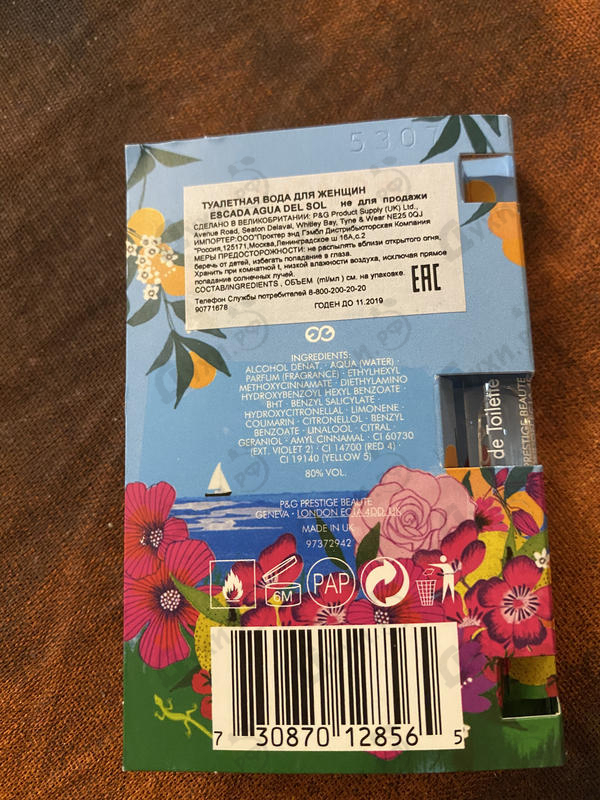 5307
ТУАЛЕТНАЯ ВОДА ДЛЯ ЖЕНЩИН
ESCADA AGUA DEL SOL не для продажи
СДЕЛАНО В ВЕЛИКОБРИТАНИИ: P&G Product Supply (UK) Ltd.,
Avenue Road, Seaton Delaval, Whitley Bay, Tyne & Wear NE25 0QJ
ИМПОРТЕР:ООО"Проктер энд Гэмбл Дистрибьюторская Компания
"Россия,125171,Москва,Ленинградское ш 16А,с.2
МЕРЫ ПРЕДОСТОРОЖНОСТИ: не распылять вблизи открытого огня,
беречь от детей, избегать попадания в глаза.
Хранить при комнатной t, низкой влажности воздуха, исключая прямое
попадание солнечных лучей.
СОСТАВ/INGREDIENTS , ОБЪЕМ (ml/мл ) см. на упаковке.
EAC
Телефон Службы потребителей 8-800-200-20-20
90771678 ГОДЕН ДО 11.2019
INGREDIENTS:
ALCOHOL DENAT. · AQUA (WATER) ·
PARFUM (FRAGRANCE) · ETHYLHEXYL
METHOXYCINNAMATE · DIETHYLAMINO
HYDROXYBENZOYL HEXYL BENZOATE ·
BHT · BENZYL SALICYLATE ·
HYDROXYCITRONELLAL · LIMONENE ·
COUMARIN · CITRONELLOL · BENZYL
BENZOATE · LINALOOL · CITRAL ·
GERANIOL · AMYL CINNAMAL · CI 60730
(EXT. VIOLET 2) · CI 14700 (RED 4) ·
CI 19140 (YELLOW 5)
80% VOL.
de Toilette
PRESTIGE BEAUTE
P&G PRESTIGE BEAUTE
GENEVA · LONDON EC1A 4DD, UK
MADE IN UK
97372942
6M
PAP
7 30870 12856 5